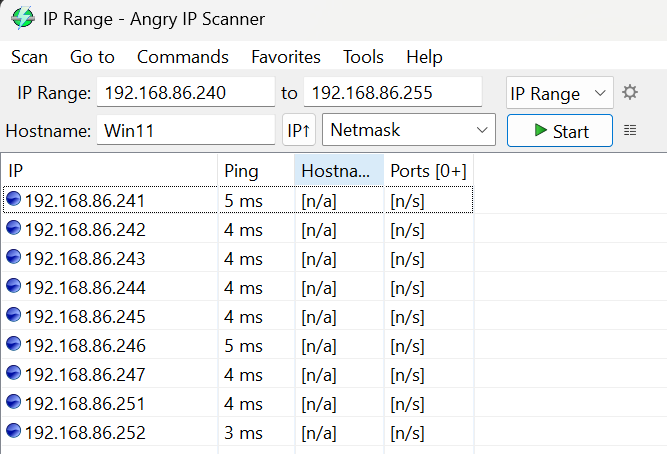 IP Range - Angry IP Scanner
Scan Go to Commands Favorites Tools Help
IP Range: 192.168.86.240 to 192.168.86.255 IP Range
Hostname: Win11 IP↑ Netmask Start
IP Ping Hostna... Ports [0+]
192.168.86.241 5 ms [n/a] [n/s]
192.168.86.242 4 ms [n/a] [n/s]
192.168.86.243 4 ms [n/a] [n/s]
192.168.86.244 4 ms [n/a] [n/s]
192.168.86.245 4 ms [n/a] [n/s]
192.168.86.246 5 ms [n/a] [n/s]
192.168.86.247 4 ms [n/a] [n/s]
192.168.86.251 4 ms [n/a] [n/s]
192.168.86.252 3 ms [n/a] [n/s]